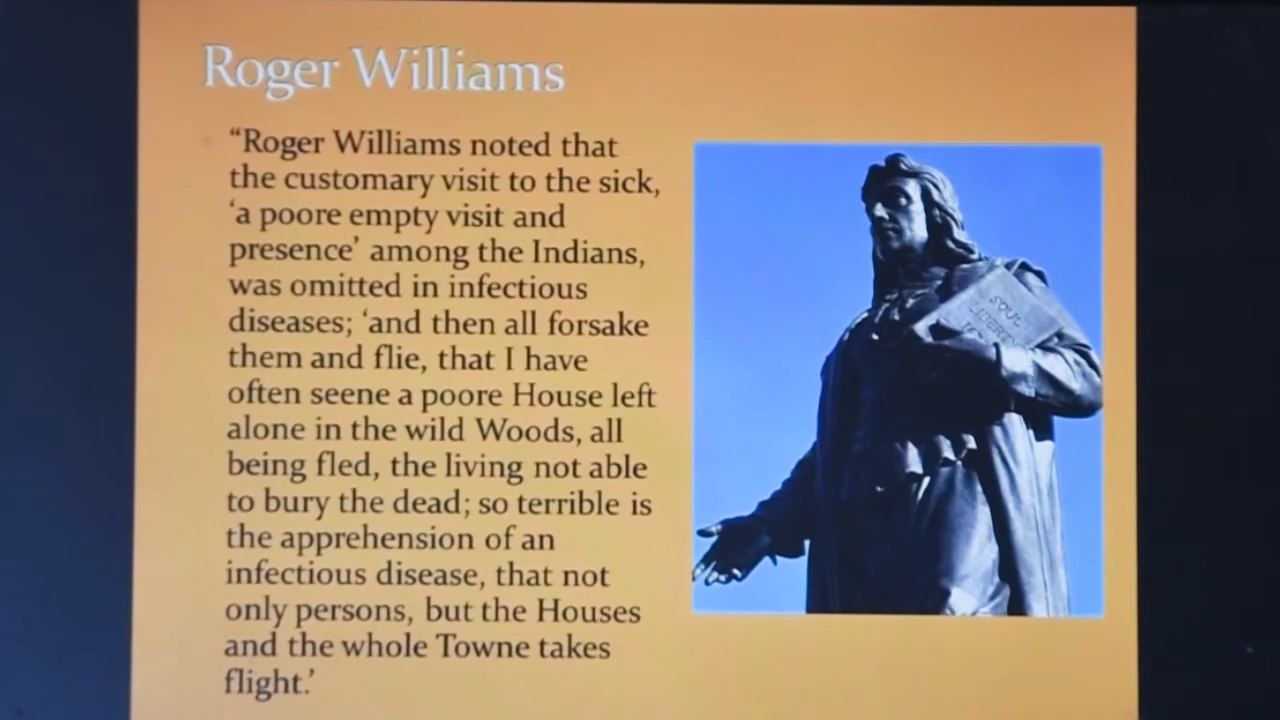 Roger Williams
“Roger Williams noted that
the customary visit to the sick,
‘a poore empty visit and
presence’ among the Indians,
was omitted in infectious
diseases; ‘and then all forsake
them and flie, that I have
often seene a poore House left
alone in the wild Woods, all
being fled, the living not able
to bury the dead; so terrible is
the apprehension of an
infectious disease, that not
only persons, but the Houses
and the whole Towne takes
flight.’
SOUL
LIBERTY